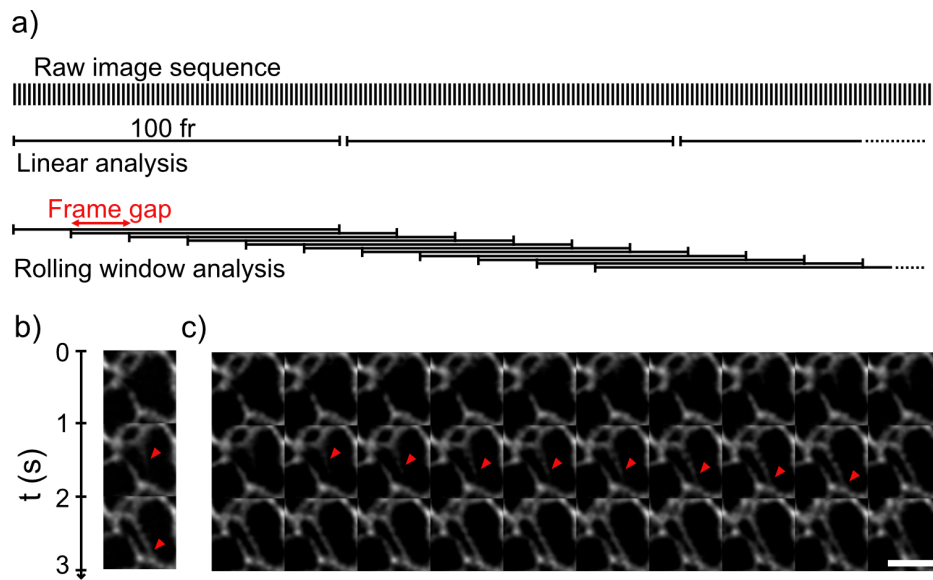 a)
Raw image sequence
100 fr
Linear analysis
Frame gap
Rolling window analysis
b)
c)
0
1
2
3
t (s)